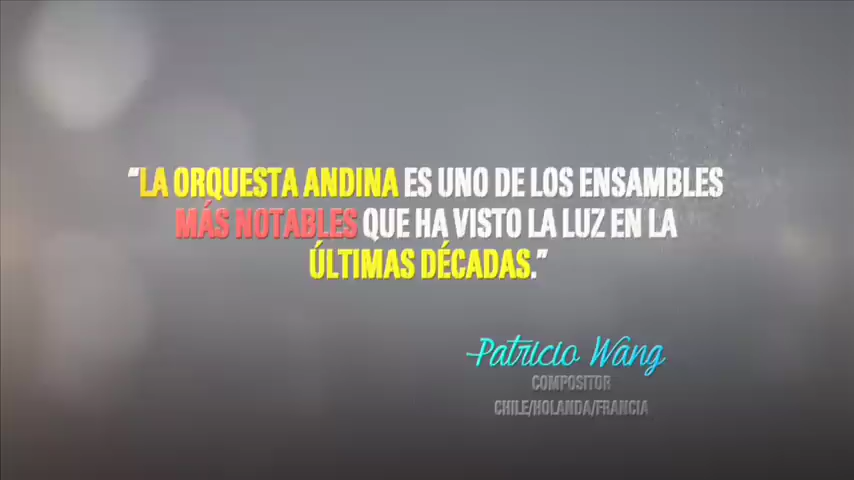 "LA ORQUESTA ANDINA ES UNO DE LOS ENSAMBLES
MÁS NOTABLES QUE HA VISTO LA LUZ EN LA
ÚLTIMAS DÉCADAS."
Patricio Wang
COMPOSITOR
CHILE/HOLANDA/FRANCIA